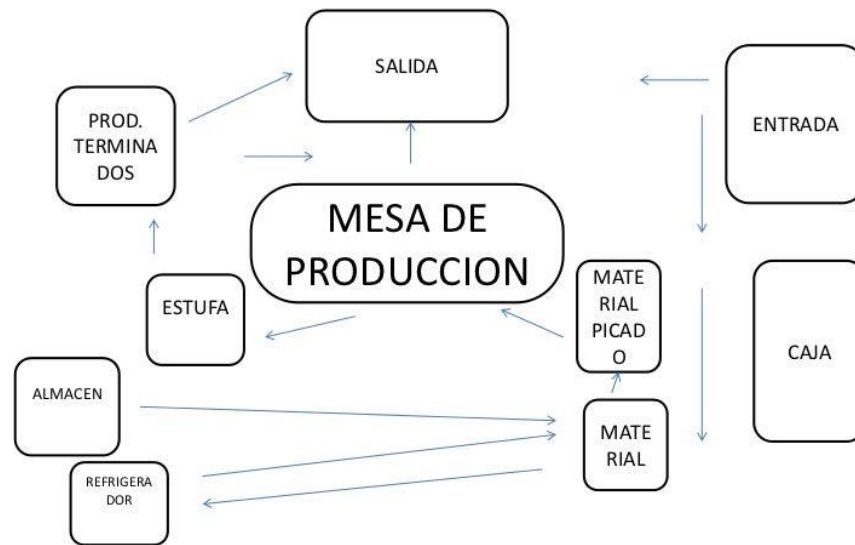 SALIDA
ENTRADA
PROD.
TERMINA
DOS
MESA DE
PRODUCCION
MATE
RIAL
PICAD
O
ESTUFA
CAJA
ALMACEN
MATE
RIAL
REFRIGERA
DOR